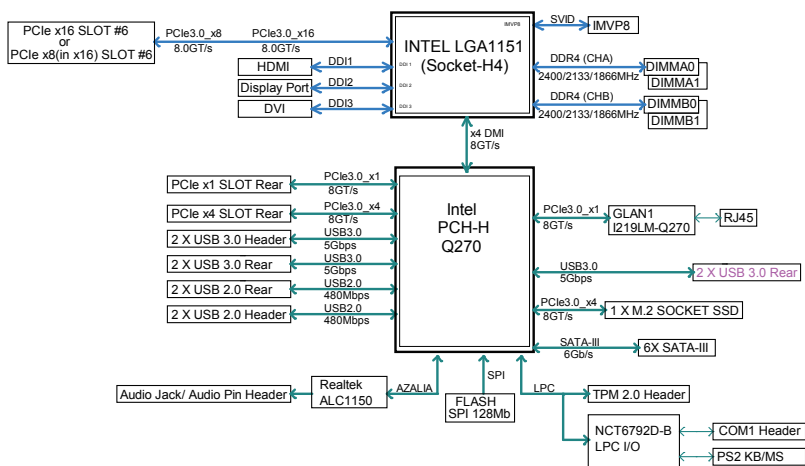 PCIe x16 SLOT #6
or
PCIe x8(in x16) SLOT #6
PCIe3.0_x8
8.0GT/s
PCIe3.0_x16
8.0GT/s
HDMI
DDI1
Display Port
DDI2
DVI
DDI3
IMVP8
INTEL LGA1151
(Socket-H4)
DDI 1
DDI 2
DDI 3
SVID
IMVP8
DDR4 (CHA)
2400/2133/1866MHz
DIMMA0
DIMMA1
DDR4 (CHB)
2400/2133/1866MHz
DIMMB0
DIMMB1
x4 DMI
8GT/s
Intel
PCH-H
Q270
PCIe x1 SLOT Rear
PCIe3.0_x1
8GT/s
PCIe x4 SLOT Rear
PCIe3.0_x4
8GT/s
2 X USB 3.0 Header
USB3.0
5Gbps
2 X USB 3.0 Rear
USB3.0
5Gbps
2 X USB 2.0 Rear
USB2.0
480Mbps
2 X USB 2.0 Header
USB2.0
480Mbps
PCIe3.0_x1
8GT/s
GLAN1
I219LM-Q270
RJ45
USB3.0
5Gbps
2 X USB 3.0 Rear
PCIe3.0_x4
8GT/s
1 X M.2 SOCKET SSD
SATA-III
6Gb/s
6X SATA-III
Audio Jack/ Audio Pin Header
Realtek
ALC1150
AZALIA
SPI
FLASH
SPI 128Mb
LPC
TPM 2.0 Header
NCT6792D-B
LPC I/O
COM1 Header
PS2 KB/MS